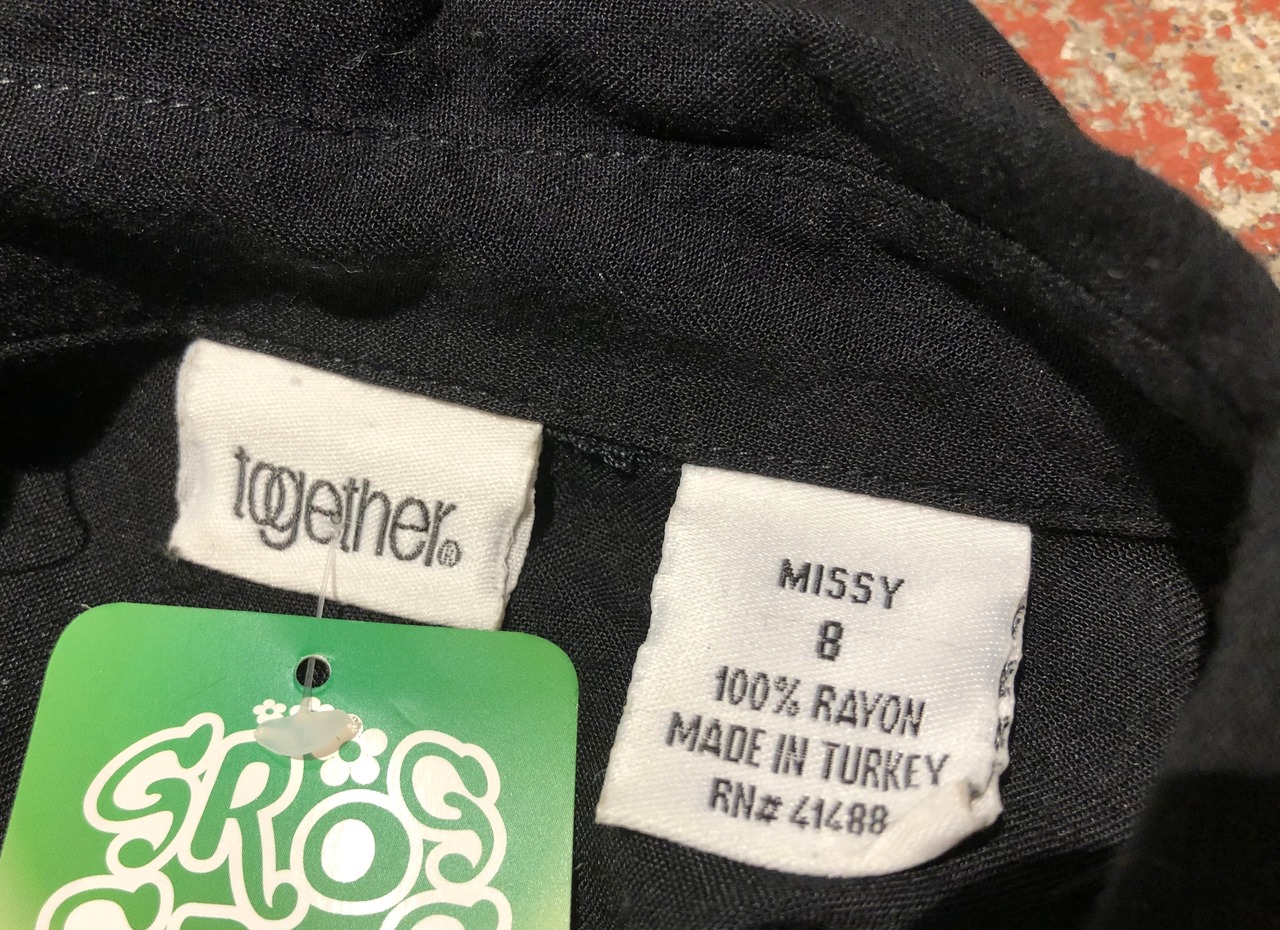 together®
MISSY
8
100% RAYON
MADE IN TURKEY
RN# 41488